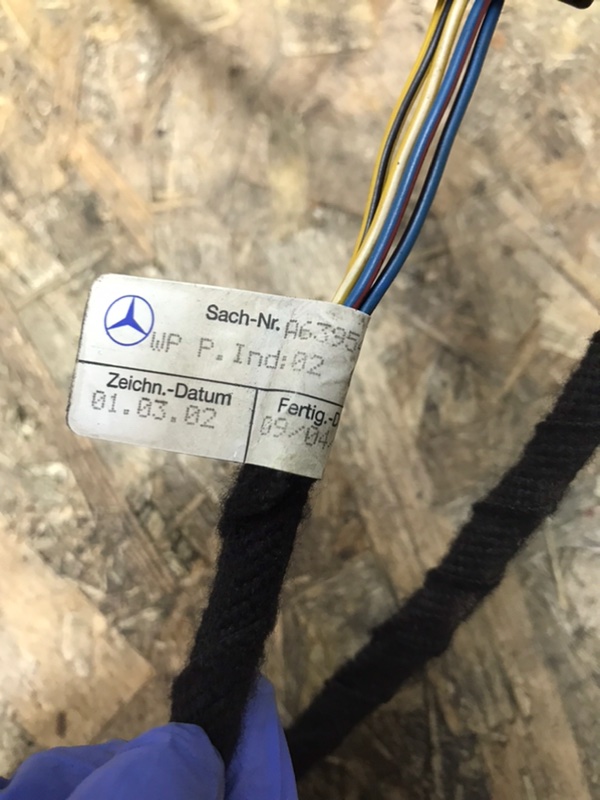 Sach-Nr. A6395
WP P.Ind:02
Zeichn.-Datum
01.03.02
Fertig.-D
09/04